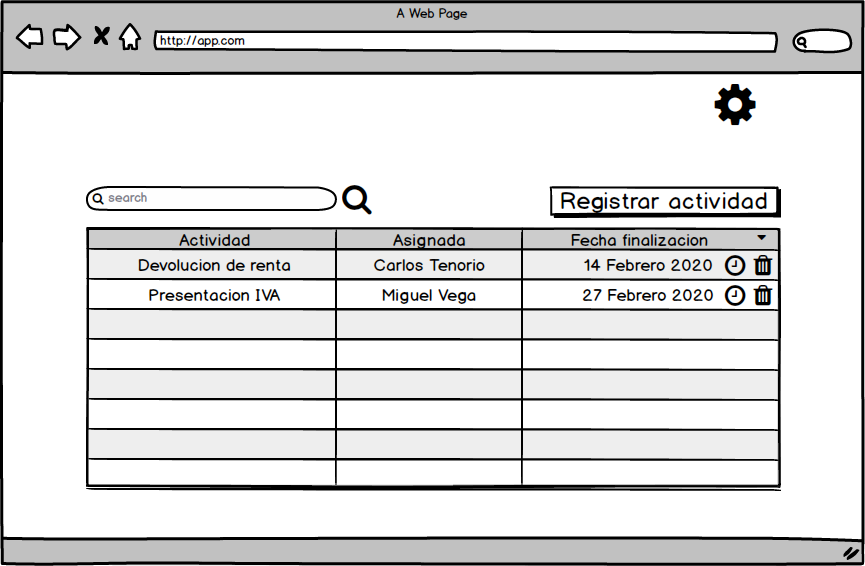 A Web Page
http://app.com
search
Registrar actividad
Actividad Asignada Fecha finalizacion
Devolucion de renta Carlos Tenorio 14 Febrero 2020
Presentacion IVA Miguel Vega 27 Febrero 2020